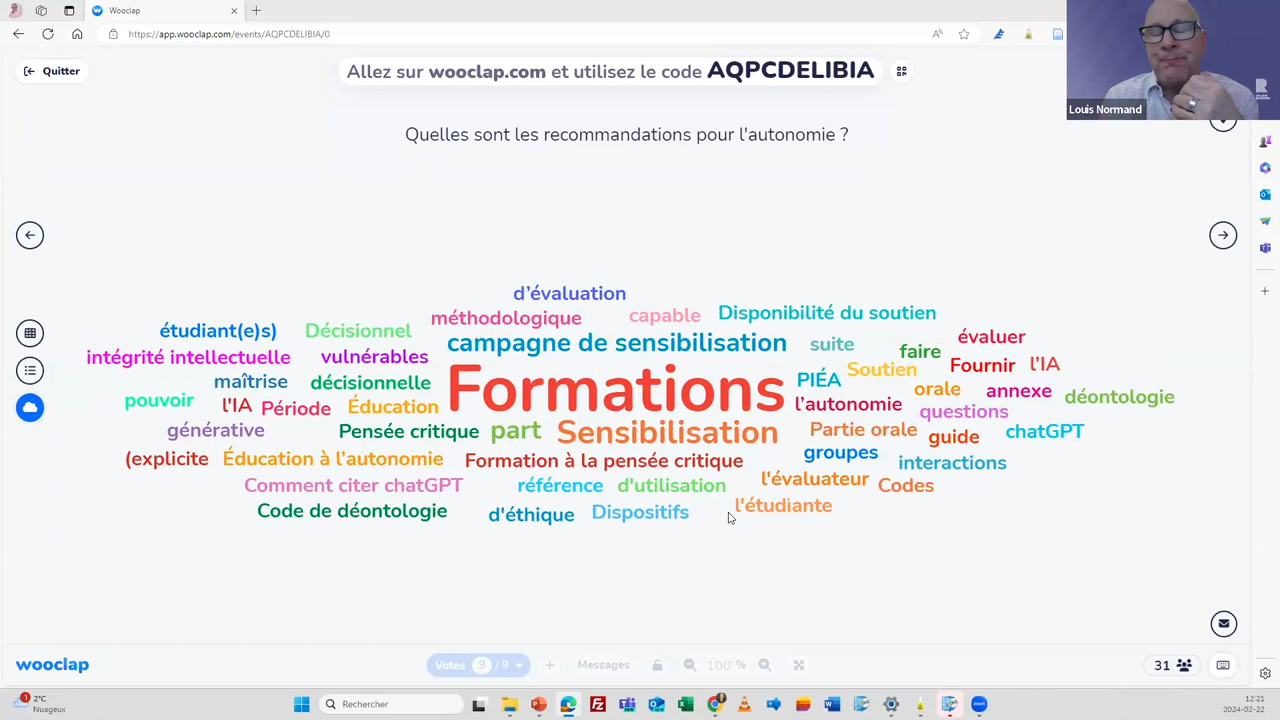 Wooclap
https://app.wooclap.com/events/AQPCDELIBIA/0
Louis Normand
Quitter
Allez sur wooclap.com et utilisez le code AQPCDELIBIA
Quelles sont les recommandations pour l'autonomie ?
d’évaluation
méthodologique
capable
Disponibilité du soutien
étudiant(e)s)
Décisionnel
campagne de sensibilisation
suite
évaluer
intégrité intellectuelle
vulnérables
faire
Fournir
l’IA
maîtrise
décisionnelle
Formations
PIÉA
Soutien
orale
annexe
déontologie
pouvoir
l'IA
Période
Éducation
l’autonomie
questions
générative
Pensée critique
part
Sensibilisation
Partie orale
guide
chatGPT
(explicite
Éducation à l’autonomie
Formation à la pensée critique
groupes
interactions
Comment citer chatGPT
référence
d'utilisation
l'évaluateur
Codes
Code de déontologie
d'éthique
Dispositifs
l'étudiante
wooclap
Votes 9 / 9
Messages
100 %
31
1
2°C
Nuageux
Rechercher
12:21
2024-02-22